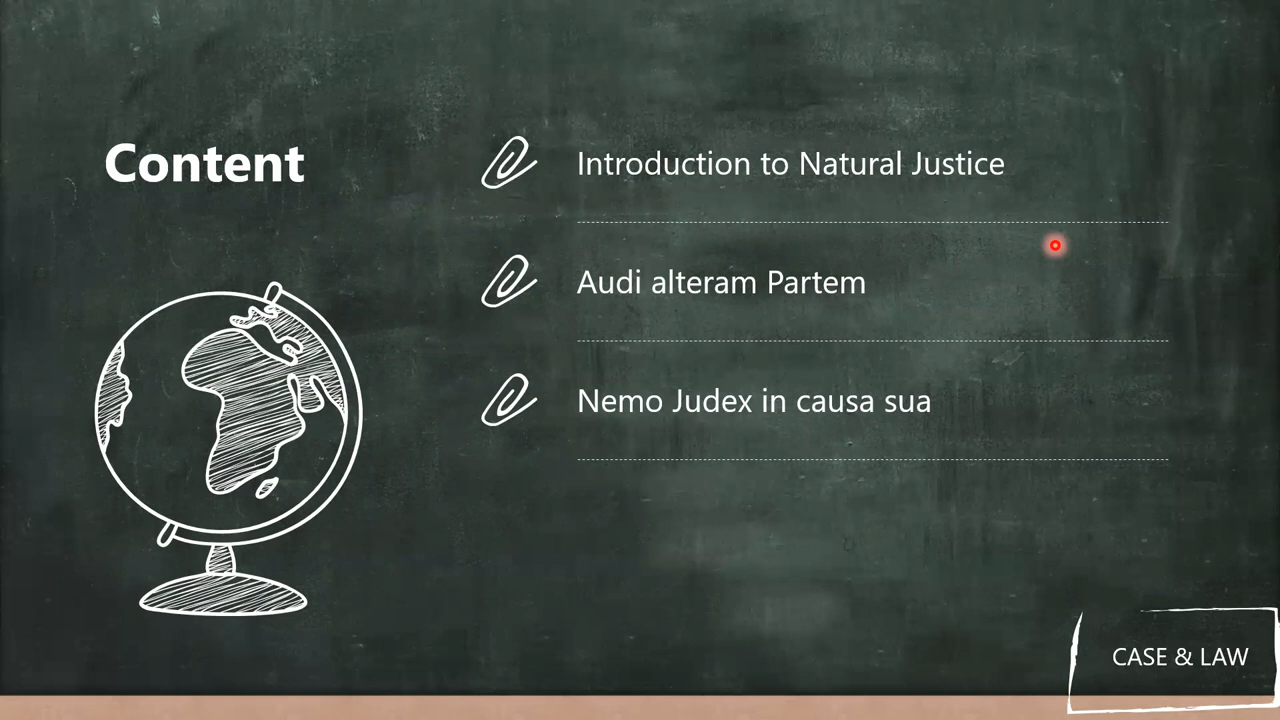 Content
Introduction to Natural Justice
Audi alteram Partem
Nemo Judex in causa sua
CASE & LAW